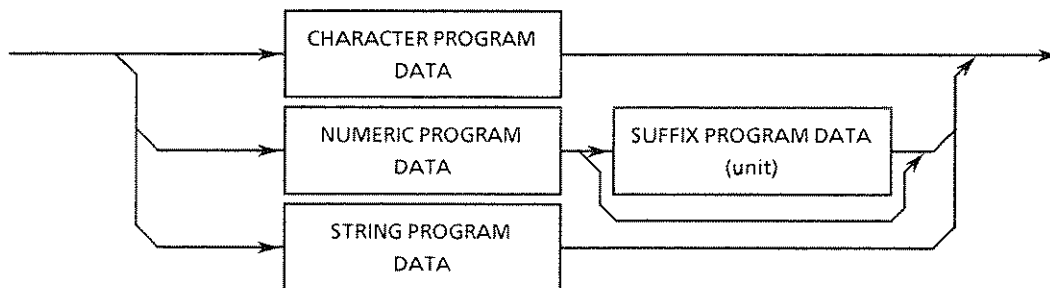 CHARACTER PROGRAM
DATA
NUMERIC PROGRAM
DATA
SUFFIX PROGRAM DATA
(unit)
STRING PROGRAM
DATA